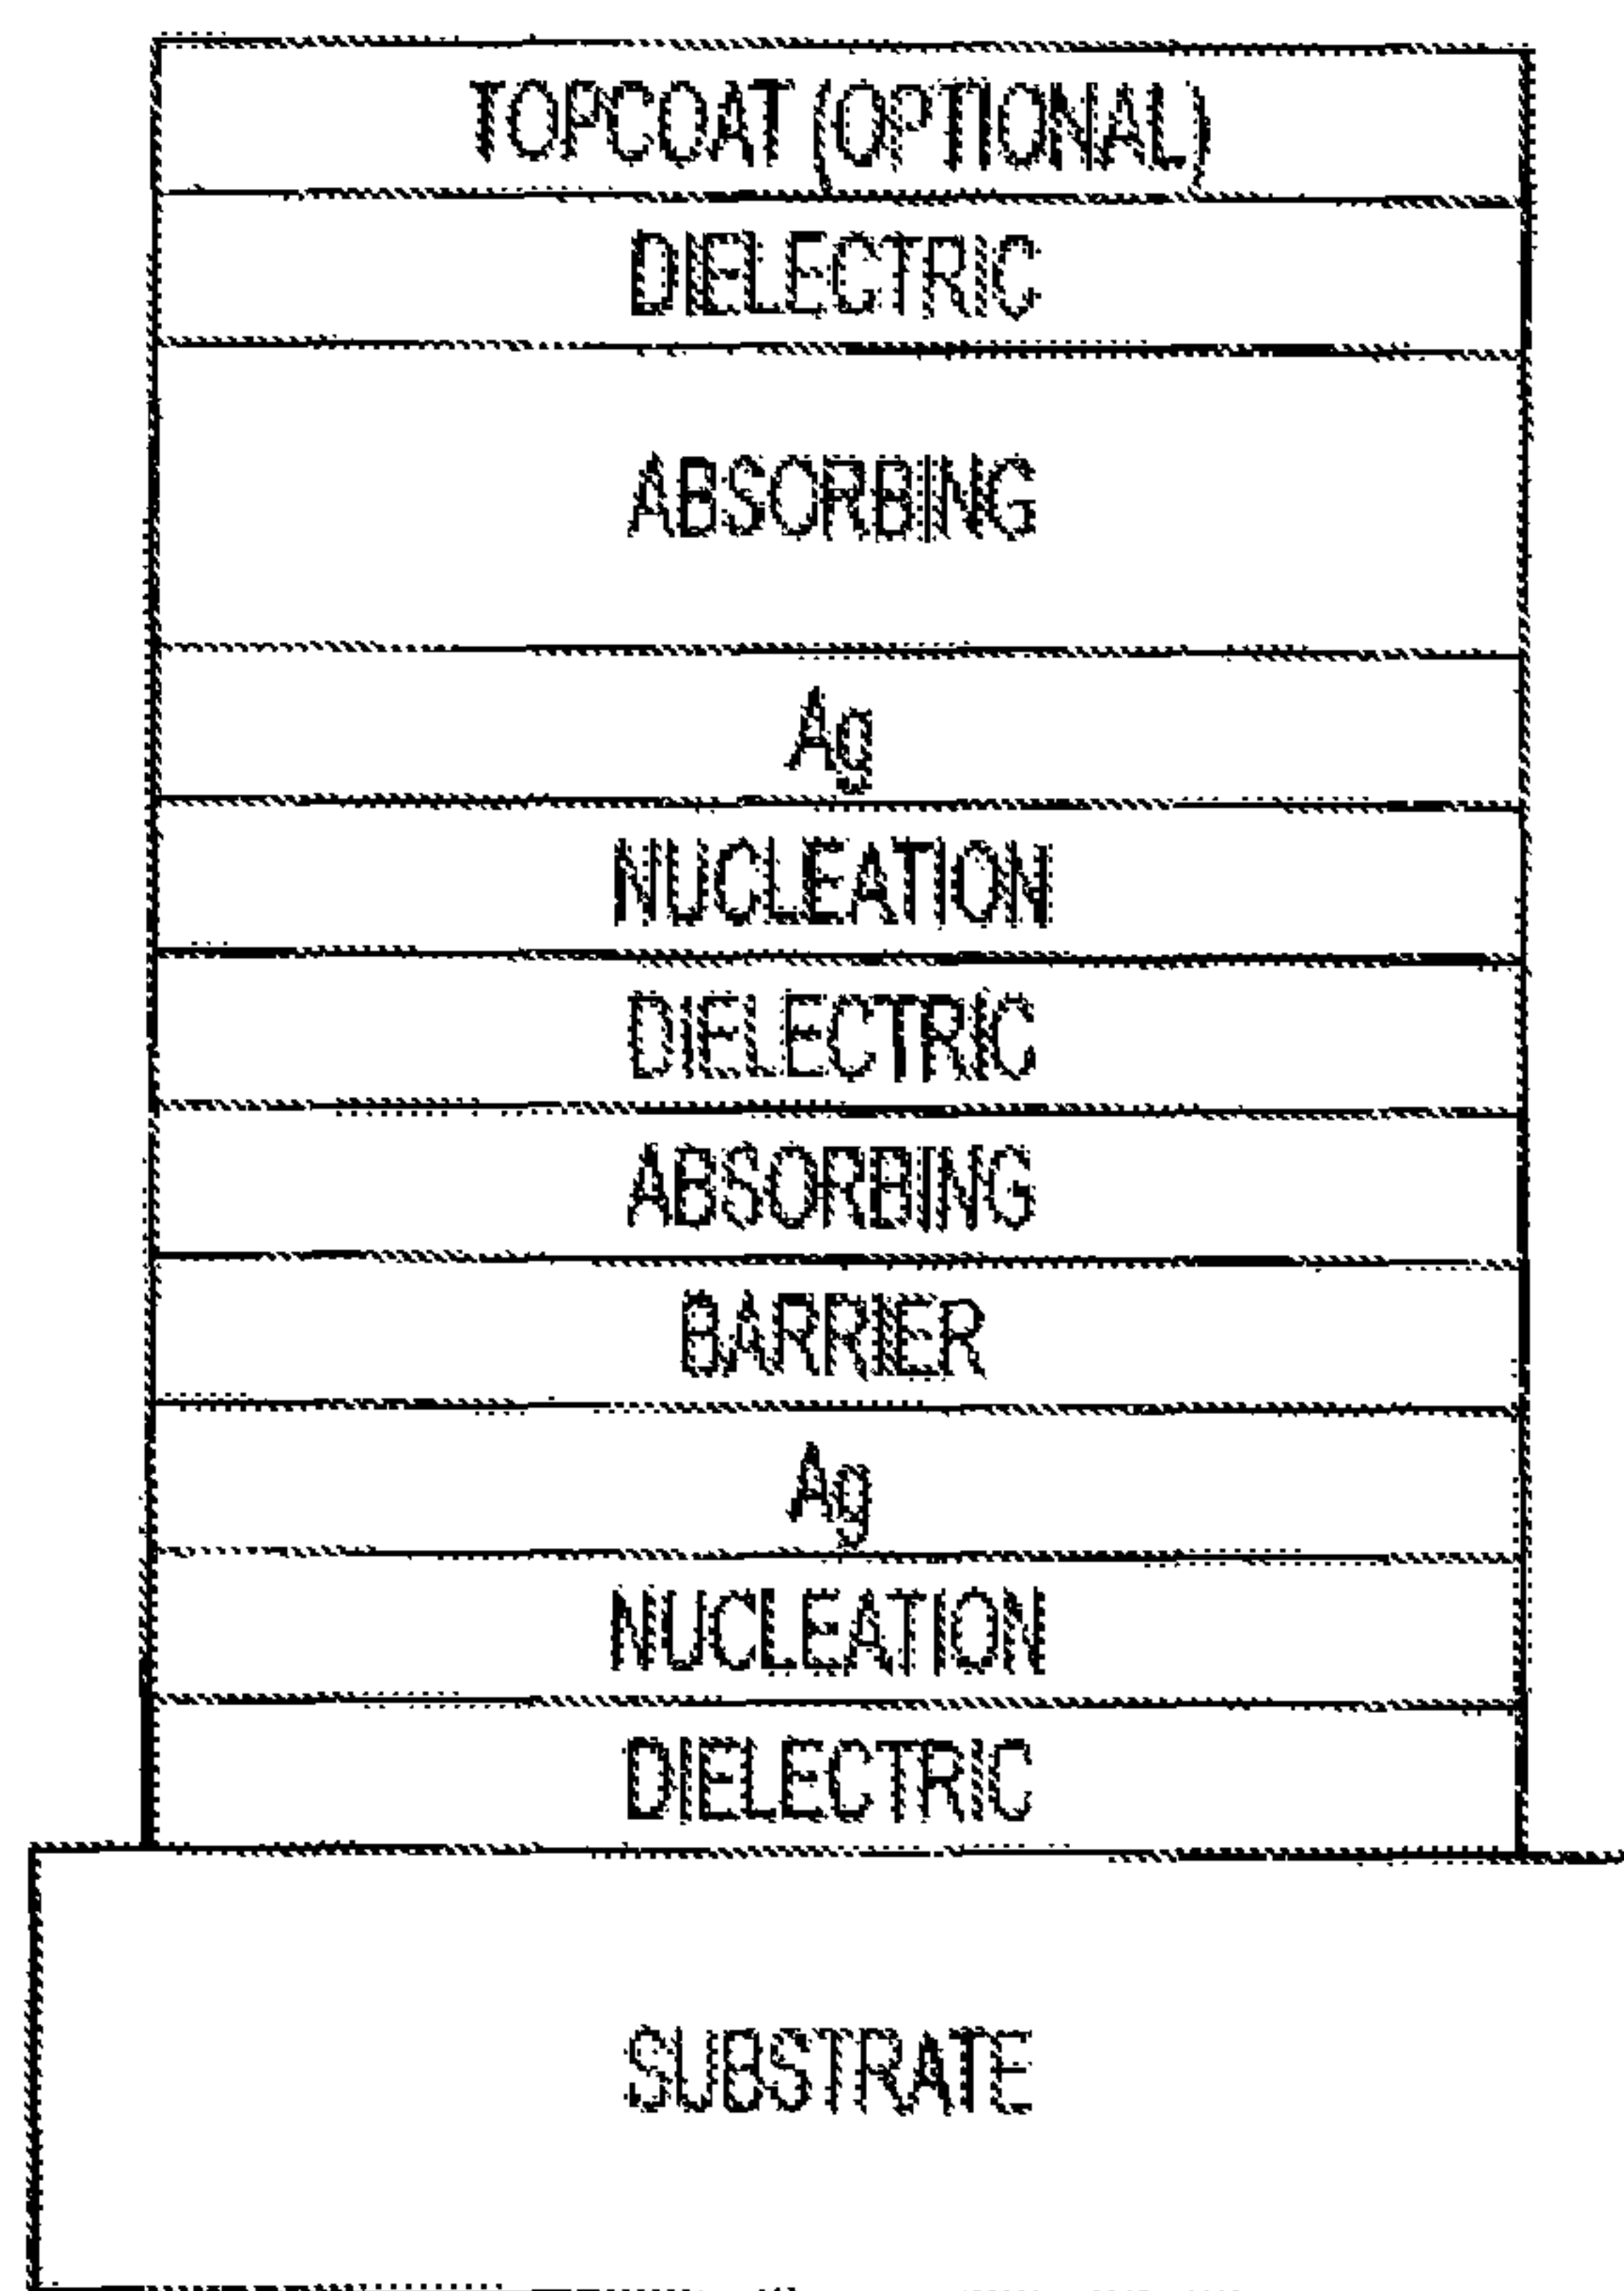 TOPCOAT (OPTIONAL)
DIELECTRIC
ABSORBING
Ag
NUCLEATION
DIELECTRIC
ABSORBING
BARRIER
Ag
NUCLEATION
DIELECTRIC
SUBSTRATE